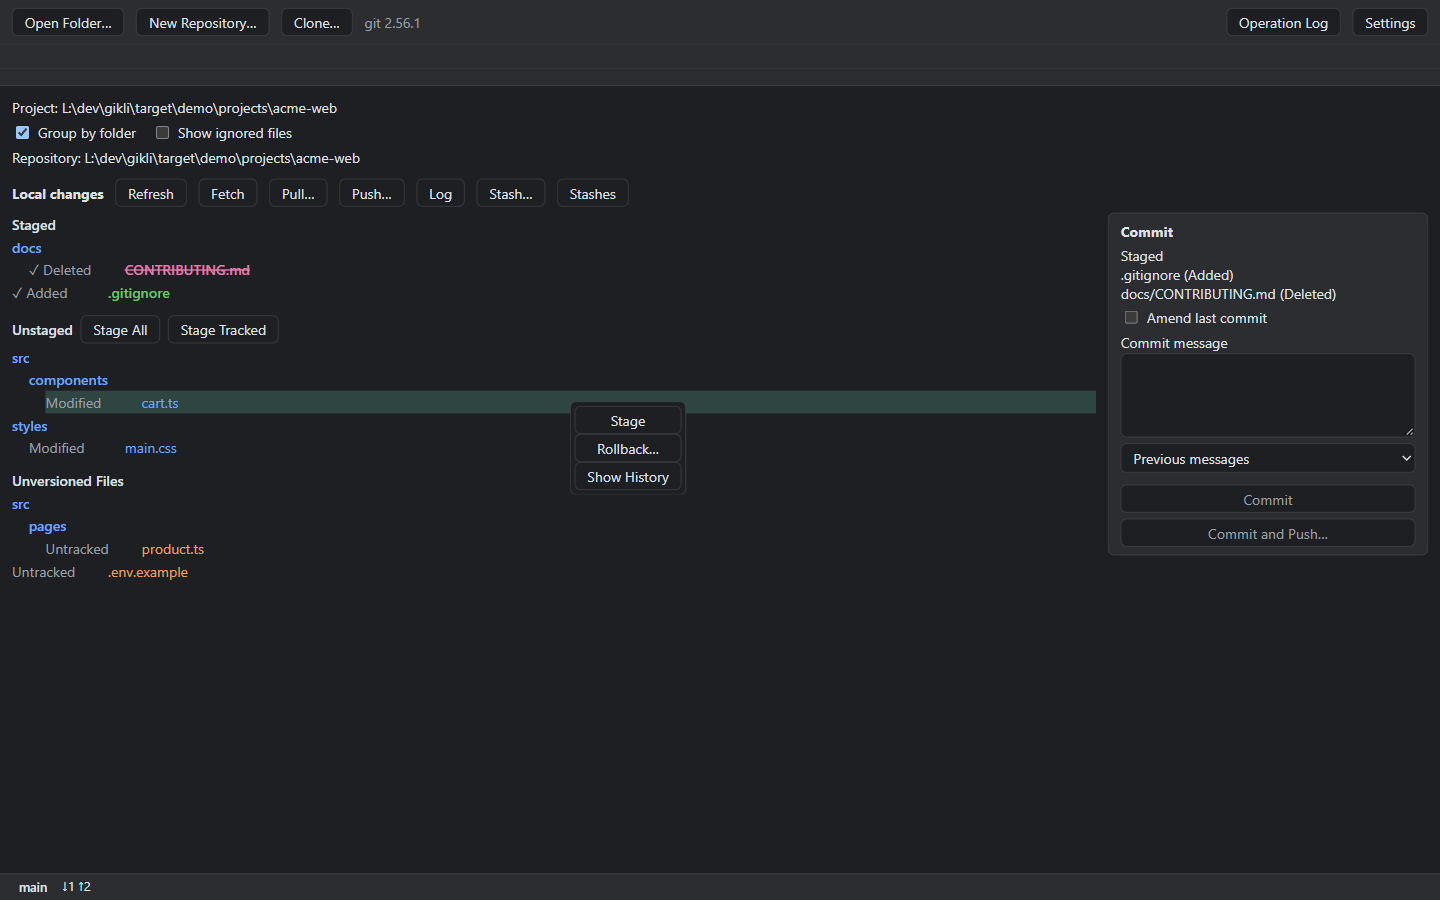 Open Folder... New Repository... Clone... git 2.56.1 Operation Log Settings
Project: L:\dev\gikli\target\demo\projects\acme-web
Group by folder Show ignored files
Repository: L:\dev\gikli\target\demo\projects\acme-web
Local changes Refresh Fetch Pull... Push... Log Stash... Stashes
Staged
docs
✓ Deleted CONTRIBUTING.md
✓ Added .gitignore
Unstaged Stage All Stage Tracked
src
components
Modified cart.ts
styles
Modified main.css
Unversioned Files
src
pages
Untracked product.ts
Untracked .env.example
Stage
Rollback...
Show History
Commit
Staged
.gitignore (Added)
docs/CONTRIBUTING.md (Deleted)
Amend last commit
Commit message
Previous messages
Commit
Commit and Push...
main ↓1 ↑2